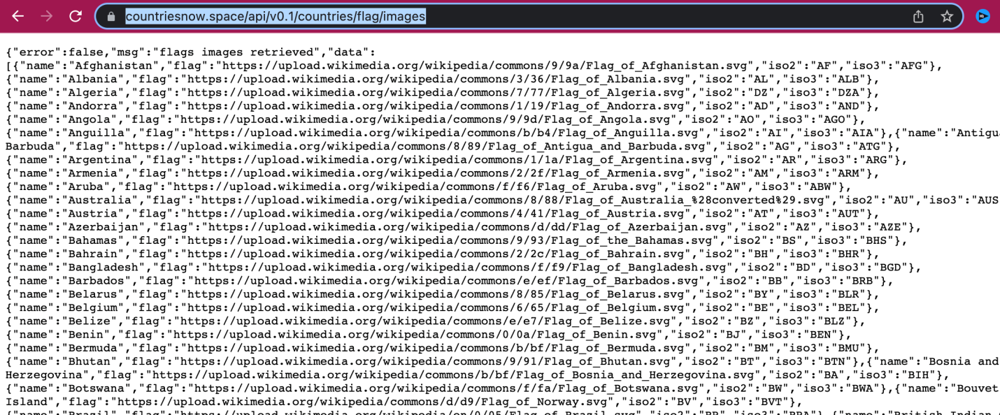 countriesnow.space/api/v0.1/countries/flag/images
{"error":false,"msg":"flags images retrieved","data":
[{"name":"Afghanistan","flag":"https://upload.wikimedia.org/wikipedia/commons/9/9a/Flag_of_Afghanistan.svg","iso2":"AF","iso3":"AFG"},
{"name":"Albania","flag":"https://upload.wikimedia.org/wikipedia/commons/3/36/Flag_of_Albania.svg","iso2":"AL","iso3":"ALB"},
{"name":"Algeria","flag":"https://upload.wikimedia.org/wikipedia/commons/7/77/Flag_of_Algeria.svg","iso2":"DZ","iso3":"DZA"},
{"name":"Andorra","flag":"https://upload.wikimedia.org/wikipedia/commons/1/19/Flag_of_Andorra.svg","iso2":"AD","iso3":"AND"},
{"name":"Angola","flag":"https://upload.wikimedia.org/wikipedia/commons/9/9d/Flag_of_Angola.svg","iso2":"AO","iso3":"AGO"},
{"name":"Anguilla","flag":"https://upload.wikimedia.org/wikipedia/commons/b/b4/Flag_of_Anguilla.svg","iso2":"AI","iso3":"AIA"},{"name":"Antigu
Barbuda","flag":"https://upload.wikimedia.org/wikipedia/commons/8/89/Flag_of_Antigua_and_Barbuda.svg","iso2":"AG","iso3":"ATG"},
{"name":"Argentina","flag":"https://upload.wikimedia.org/wikipedia/commons/1/1a/Flag_of_Argentina.svg","iso2":"AR","iso3":"ARG"},
{"name":"Armenia","flag":"https://upload.wikimedia.org/wikipedia/commons/2/2f/Flag_of_Armenia.svg","iso2":"AM","iso3":"ARM"},
{"name":"Aruba","flag":"https://upload.wikimedia.org/wikipedia/commons/f/f6/Flag_of_Aruba.svg","iso2":"AW","iso3":"ABW"},
{"name":"Australia","flag":"https://upload.wikimedia.org/wikipedia/commons/8/88/Flag_of_Australia_%28converted%29.svg","iso2":"AU","iso3":"AUS
{"name":"Austria","flag":"https://upload.wikimedia.org/wikipedia/commons/4/41/Flag_of_Austria.svg","iso2":"AT","iso3":"AUT"},
{"name":"Azerbaijan","flag":"https://upload.wikimedia.org/wikipedia/commons/d/dd/Flag_of_Azerbaijan.svg","iso2":"AZ","iso3":"AZE"},
{"name":"Bahamas","flag":"https://upload.wikimedia.org/wikipedia/commons/9/93/Flag_of_the_Bahamas.svg","iso2":"BS","iso3":"BHS"},
{"name":"Bahrain","flag":"https://upload.wikimedia.org/wikipedia/commons/2/2c/Flag_of_Bahrain.svg","iso2":"BH","iso3":"BHR"},
{"name":"Bangladesh","flag":"https://upload.wikimedia.org/wikipedia/commons/f/f9/Flag_of_Bangladesh.svg","iso2":"BD","iso3":"BGD"},
{"name":"Barbados","flag":"https://upload.wikimedia.org/wikipedia/commons/e/ef/Flag_of_Barbados.svg","iso2":"BB","iso3":"BRB"},
{"name":"Belarus","flag":"https://upload.wikimedia.org/wikipedia/commons/8/85/Flag_of_Belarus.svg","iso2":"BY","iso3":"BLR"},
{"name":"Belgium","flag":"https://upload.wikimedia.org/wikipedia/commons/6/65/Flag_of_Belgium.svg","iso2":"BE","iso3":"BEL"},
{"name":"Belize","flag":"https://upload.wikimedia.org/wikipedia/commons/e/e7/Flag_of_Belize.svg","iso2":"BZ","iso3":"BLZ"},
{"name":"Benin","flag":"https://upload.wikimedia.org/wikipedia/commons/0/0a/Flag_of_Benin.svg","iso2":"BJ","iso3":"BEN"},
{"name":"Bermuda","flag":"https://upload.wikimedia.org/wikipedia/commons/b/bf/Flag_of_Bermuda.svg","iso2":"BM","iso3":"BMU"},
{"name":"Bhutan","flag":"https://upload.wikimedia.org/wikipedia/commons/9/91/Flag_of_Bhutan.svg","iso2":"BT","iso3":"BTN"},{"name":"Bosnia and
Herzegovina","flag":"https://upload.wikimedia.org/wikipedia/commons/b/bf/Flag_of_Bosnia_and_Herzegovina.svg","iso2":"BA","iso3":"BIH"},
{"name":"Botswana","flag":"https://upload.wikimedia.org/wikipedia/commons/f/fa/Flag_of_Botswana.svg","iso2":"BW","iso3":"BWA"},{"name":"Bouvet
Island","flag":"https://upload.wikimedia.org/wikipedia/commons/d/d9/Flag_of_Norway.svg","iso2":"BV","iso3":"BVT"},
{"name":"Brazil","flag":"https://upload.wikimedia.org/wikipedia/en/0/05/Flag_of_Brazil.svg","iso2":"BR","iso3":"BRA"},{"name":"British Indian